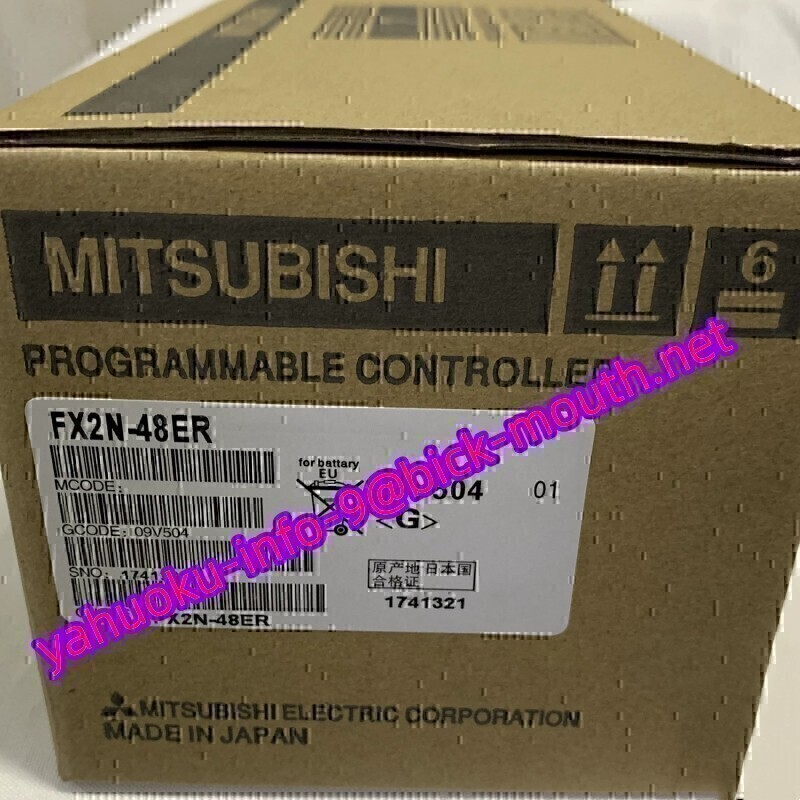 MITSUBISHI
6
PROGRAMMABLE CONTROLLER
FX2N-48ER
for battery
EU
MCODE:
504 01
GCODE: 09V504
<G>
SNO: 1741
原产地日本国
合格证
1741321
FX2N-48ER
yahuoku-info-9@bick-mouth.net
MITSUBISHI ELECTRIC CORPORATION
MADE IN JAPAN